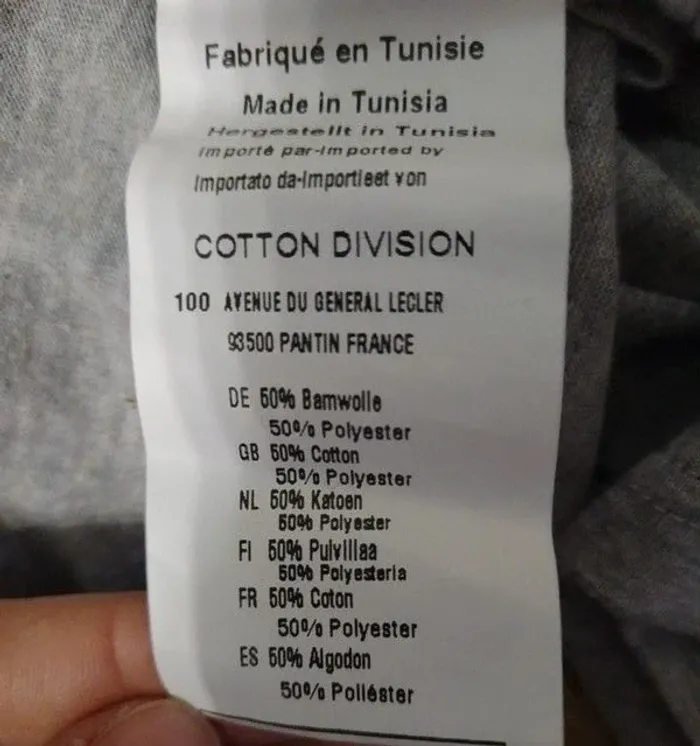 Fabriqué en Tunisie
Made in Tunisia
Hergestellt in Tunisia
importé par-imported by
Importato da-Importieet von
COTTON DIVISION
100 AVENUE DU GENERAL LECLER
93500 PANTIN FRANCE
DE 50% Bamwolle
50% Polyester
GB 50% Cotton
50% Polyester
NL 50% Katoen
50% Polyester
FI 50% Pulvillaa
50% Polyesteria
FR 50% Coton
50% Polyester
ES 50% Algodon
50% Poliéster